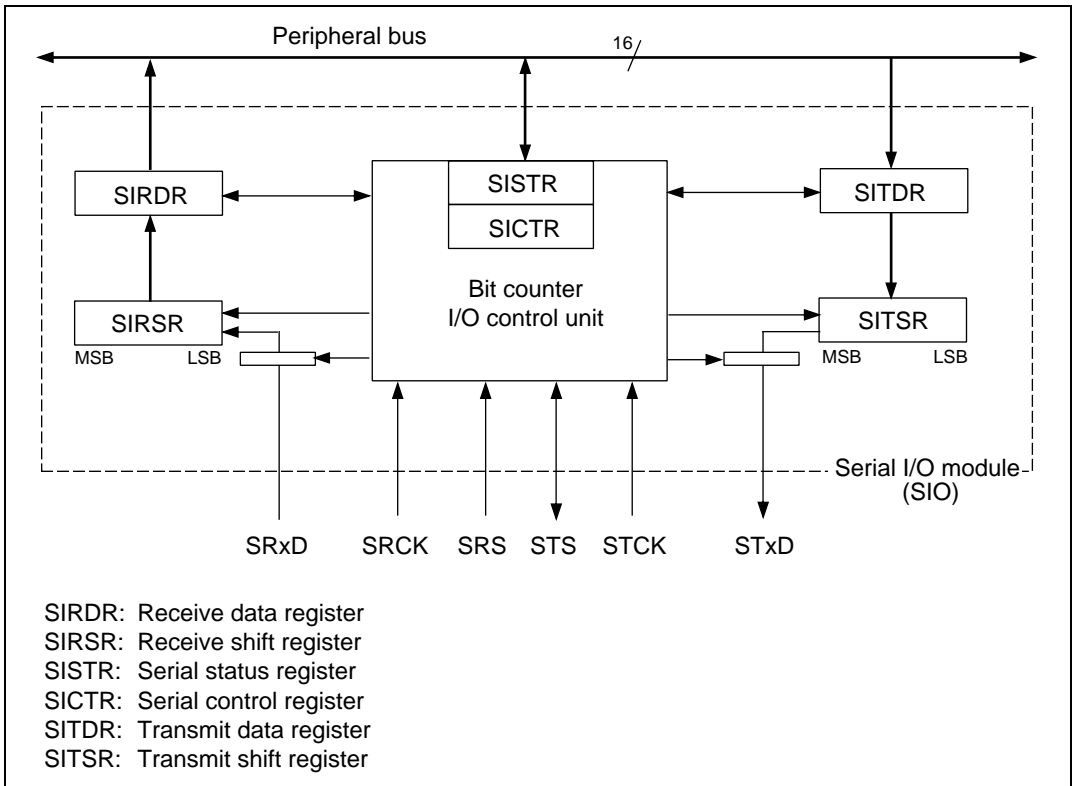 Peripheral bus
16
SIRDR
SISTR
SICTR
SITDR
Bit counter
I/O control unit
SIRSR
MSB LSB
SITSR
MSB LSB
Serial I/O module
(SIO)
SRxD SRCK SRS STS STCK STxD
SIRDR: Receive data register
SIRSR: Receive shift register
SISTR: Serial status register
SICTR: Serial control register
SITDR: Transmit data register
SITSR: Transmit shift register